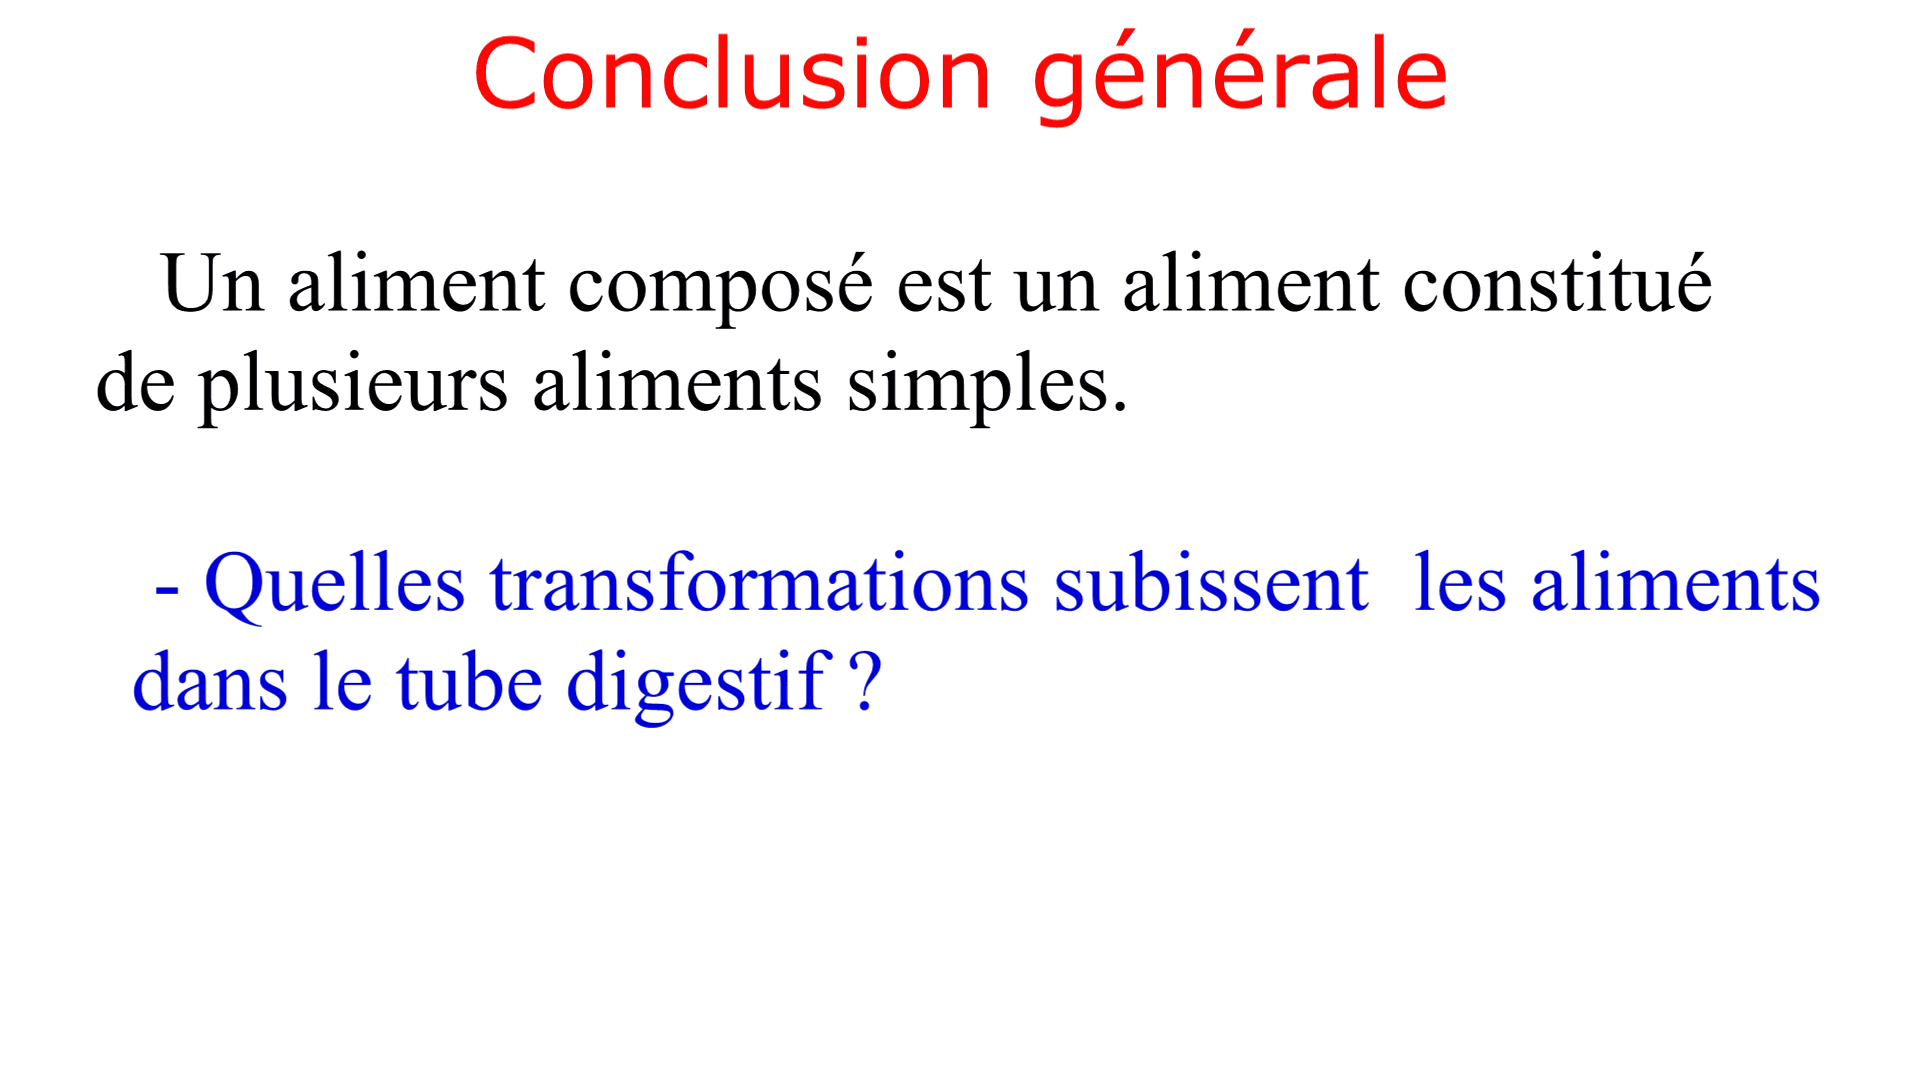 Conclusion générale
Un aliment composé est un aliment constitué
de plusieurs aliments simples.
- Quelles transformations subissent  les aliments
dans le tube digestif ?